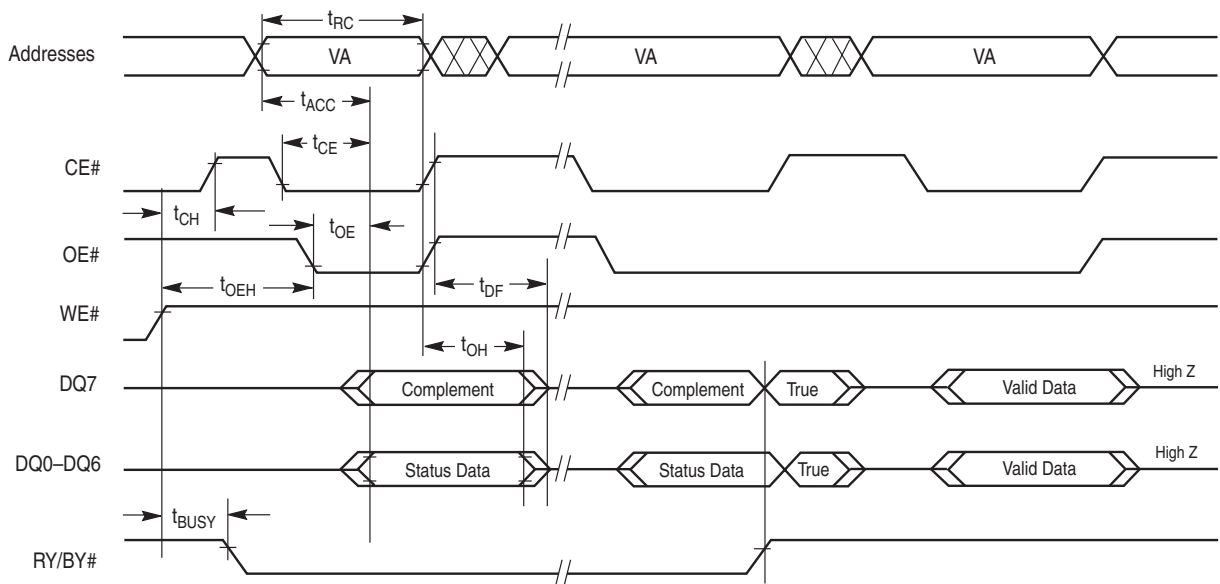 tRC
Addresses VA VA VA
tACC
tCE
CE#
tCH
tOE
OE#
tOEH
tDF
WE#
tOH
DQ7 Complement Complement True Valid Data High Z
DQ0–DQ6 Status Data Status Data True Valid Data High Z
tBUSY
RY/BY#